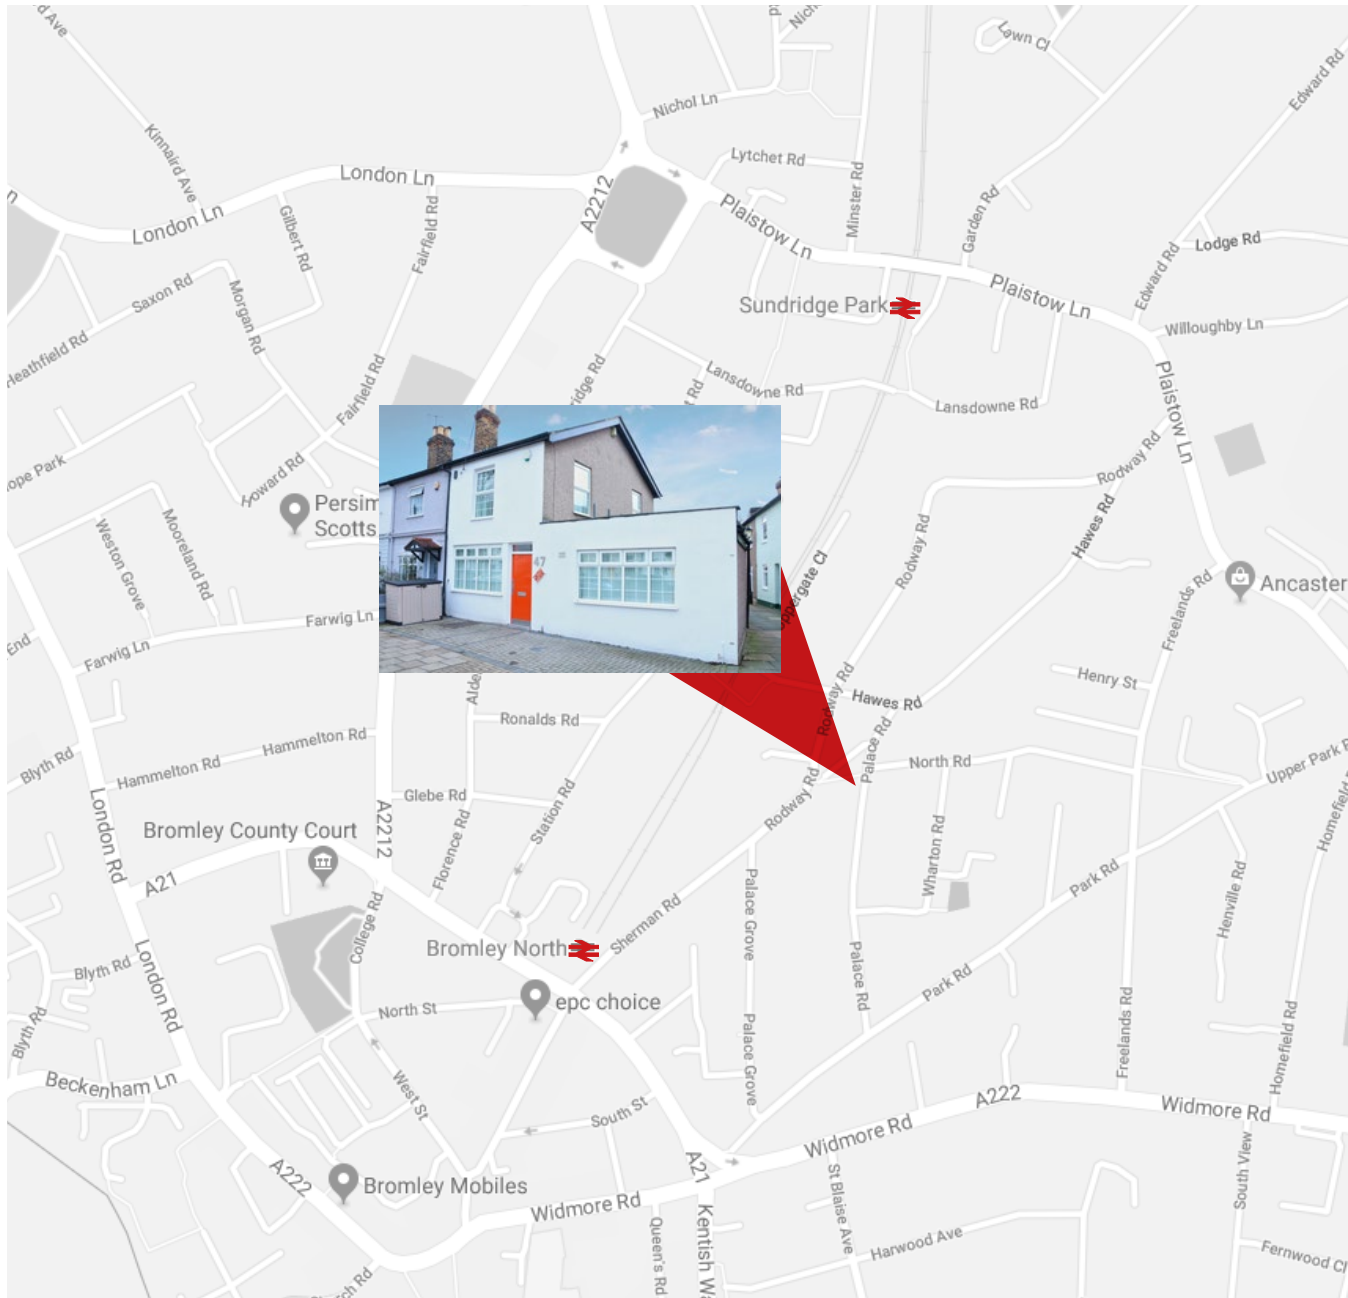 Nichol Ln
Lawn Cl
Edward Rd
Kinnaird Ave
London Ln
Lytchet Rd
Minster Rd
London Ln
Gilbert Rd
Fairfield Rd
A2212
Plaistow Ln
Garden Rd
Edward Rd
Lodge Rd
Saxon Rd
Morgan Rd
Sundridge Park
Plaistow Ln
Willoughby Ln
Heathfield Rd
Fairfield Rd
Lansdowne Rd
Lansdowne Rd
Plaistow Ln
Rodway Rd
Howard Rd
Persim
Scotts
Weston Grove
Mooreland Rd
47
Rodway Rd
Hawes Rd
Ancaster
Freelands Rd
Farwig Ln
Farwig Ln
End
Henry St
Hawes Rd
Rodway Rd
Palace Rd
Ronalds Rd
Hammelton Rd
Hammelton Rd
Blyth Rd
North Rd
Upper Park R
London Rd
Glebe Rd
Station Rd
Rodway Rd
A2212
Florence Rd
Bromley County Court
A21
Wharton Rd
Park Rd
Henville Rd
Homefield
College Rd
Bromley North
Sherman Rd
Palace Grove
Palace Rd
Park Rd
London Rd
Blyth Rd
Blyth Rd
North St
epc choice
Palace Grove
Freelands Rd
Homefield Rd
Beckenham Ln
West St
South St
A222
Widmore Rd
Widmore Rd
A222
Bromley Mobiles
A21
Widmore Rd
Kentish Wa
Queen's Rd
St Blaise Ave
Harwood Ave
South View
Fernwood Cl